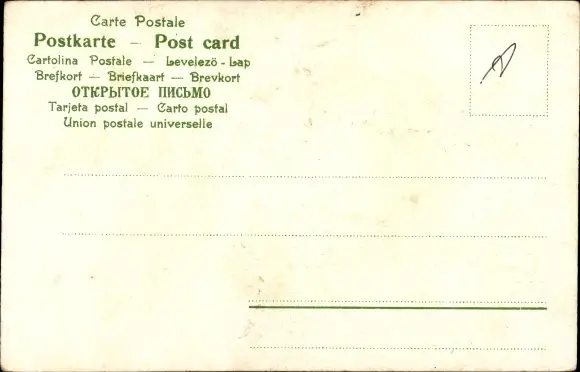 Carte Postale
Postkarte — Post card
Cartolina Postale — Levelezö - Lap
Brefkort — Briefkaart — Brevkort
ОТКРЫТОЕ ПИСЬМО
Tarjeta postal — Carto postal
Union postale universelle